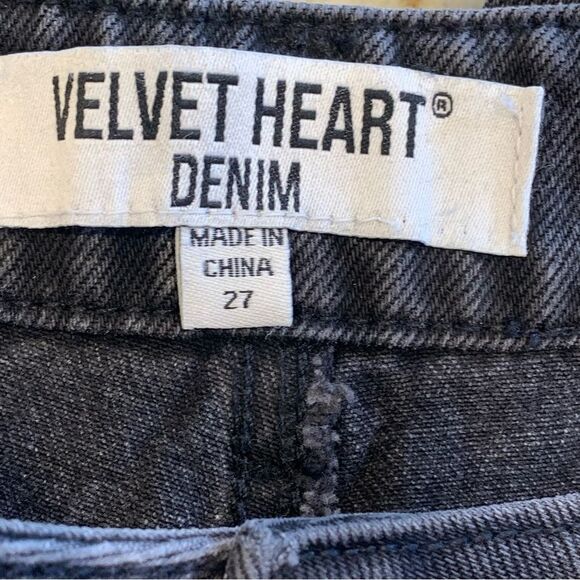 VELVET HEART®
DENIM
MADE IN
CHINA
27